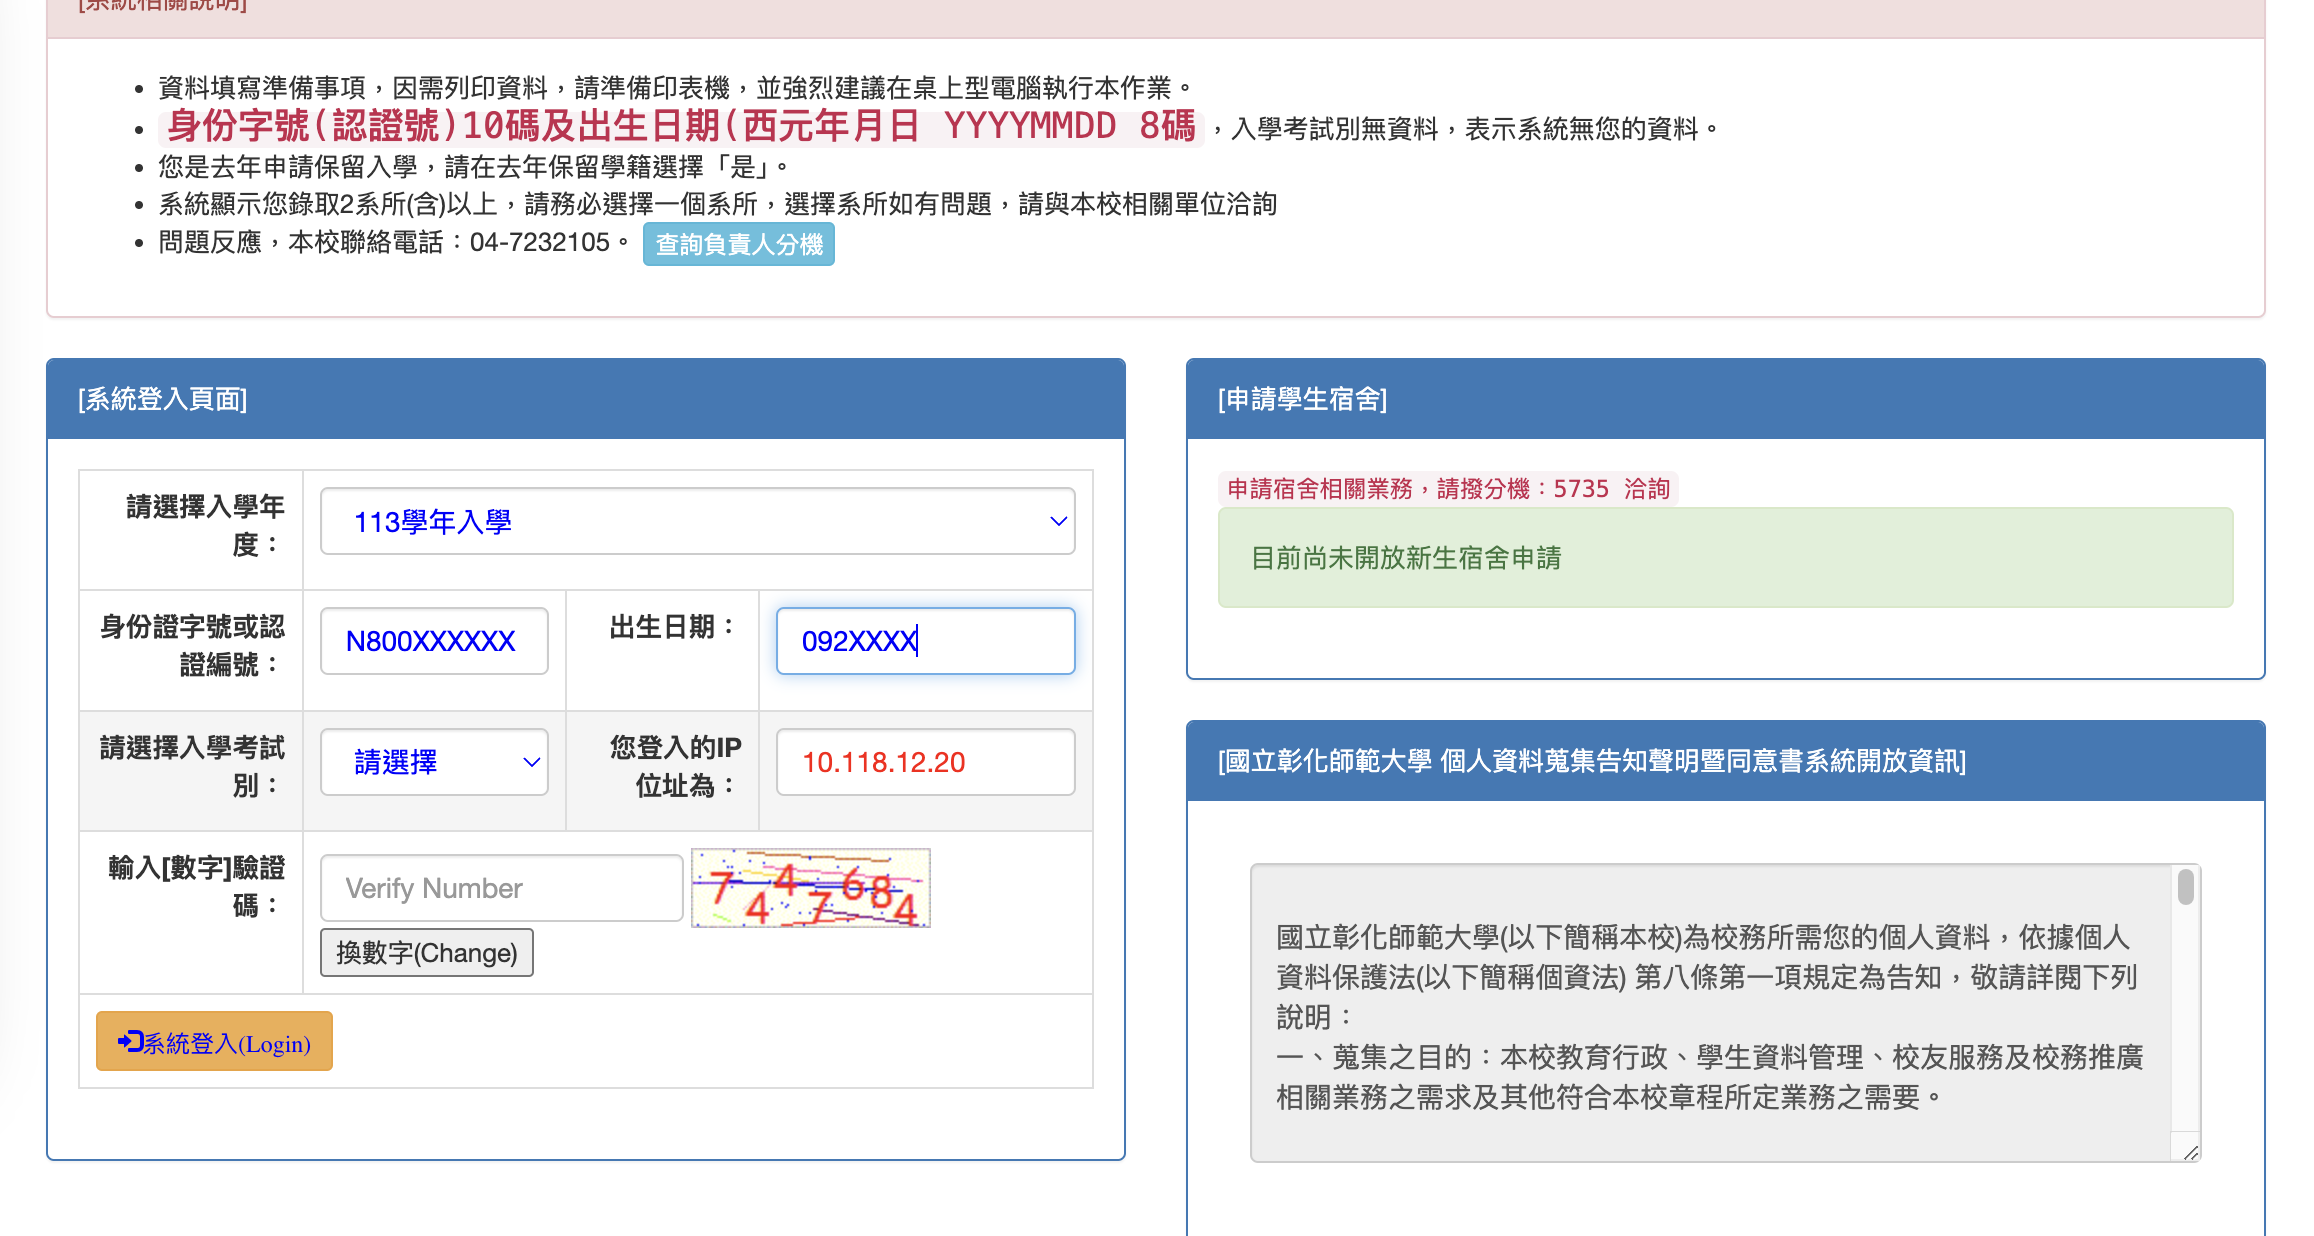 [系統相關說明]
資料填寫準備事項，因需列印資料，請準備印表機，並強烈建議在桌上型電腦執行本作業。
身份字號(認證號)10碼及出生日期(西元年月日 YYYYMMDD 8碼，入學考試別無資料，表示系統無您的資料。
您是去年申請保留入學，請在去年保留學籍選擇「是」。
系統顯示您錄取2系所(含)以上，請務必選擇一個系所，選擇系所如有問題，請與本校相關單位洽詢
問題反應，本校聯絡電話：04-7232105。 查詢負責人分機
[系統登入頁面]
請選擇入學年
度：
113學年入學
身份證字號或認
證編號：
N800XXXXXX
出生日期：
092XXXX
請選擇入學考試
別：
請選擇
您登入的IP
位址為：
10.118.12.20
輸入[數字]驗證
碼：
Verify Number
7447684
換數字(Change)
系統登入(Login)
[申請學生宿舍]
申請宿舍相關業務，請撥分機：5735 洽詢
目前尚未開放新生宿舍申請
[國立彰化師範大學 個人資料蒐集告知聲明暨同意書系統開放資訊]
國立彰化師範大學(以下簡稱本校)為校務所需您的個人資料，依據個人
資料保護法(以下簡稱個資法) 第八條第一項規定為告知，敬請詳閱下列
說明：
一、蒐集之目的：本校教育行政、學生資料管理、校友服務及校務推廣
相關業務之需求及其他符合本校章程所定業務之需要。